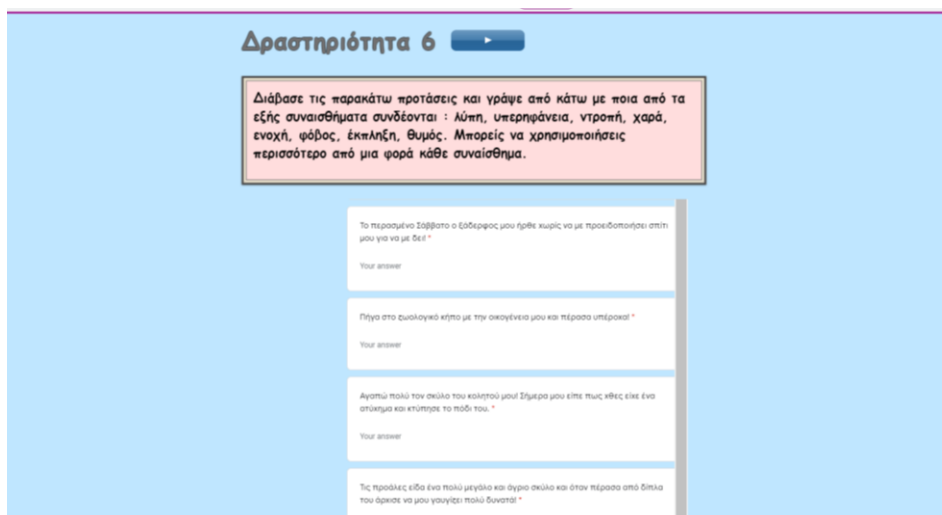 Δραστηριότητα 6
Διάβασε τις παρακάτω προτάσεις και γράψε από κάτω με ποια από τα
εξής συναισθήματα συνδέονται : λύπη, υπερηφάνεια, ντροπή, χαρά,
ενοχή, φόβος, έκπληξη, θυμός. Μπορείς να χρησιμοποιήσεις
περισσότερο από μια φορά κάθε συναίσθημα.
Το περασμένο Σάββατο ο ξάδερφος μου ήρθε χωρίς να με προειδοποιήσει σπίτι
μου για να με δει! *
Your answer
Πήγα στο ζωολογικό κήπο με την οικογένεια μου και πέρασα υπέροχα! *
Your answer
Αγαπώ πολύ τον σκύλο του κολητού μου! Σήμερα μου είπε πως χθες είχε ένα
ατύχημα και κτύπησε το πόδι του. *
Your answer
Τις προάλες είδα ένα πολύ μεγάλο και άγριο σκύλο και όταν πέρασα από δίπλα
του άρχισε να μου γαυγίζει πολύ δυνατά! *